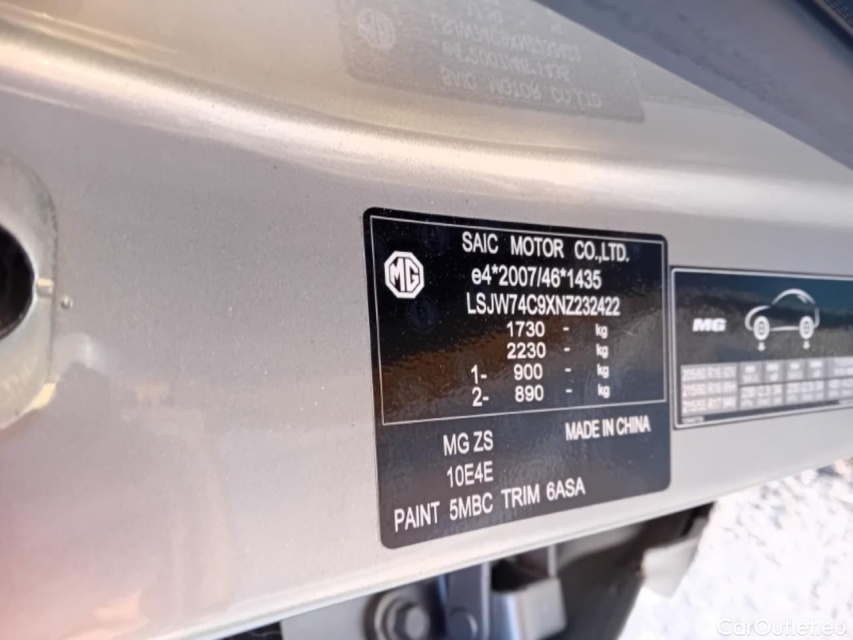 SAIC MOTOR CO.,LTD.
MG
e4*2007/46*1435
LSJW74C9XNZ232422
1730 - kg
2230 - kg
1- 900 - kg
2- 890 - kg
MG ZS
MADE IN CHINA
10E4E
PAINT 5MBC TRIM 6ASA
MG
CarOutlet.eu